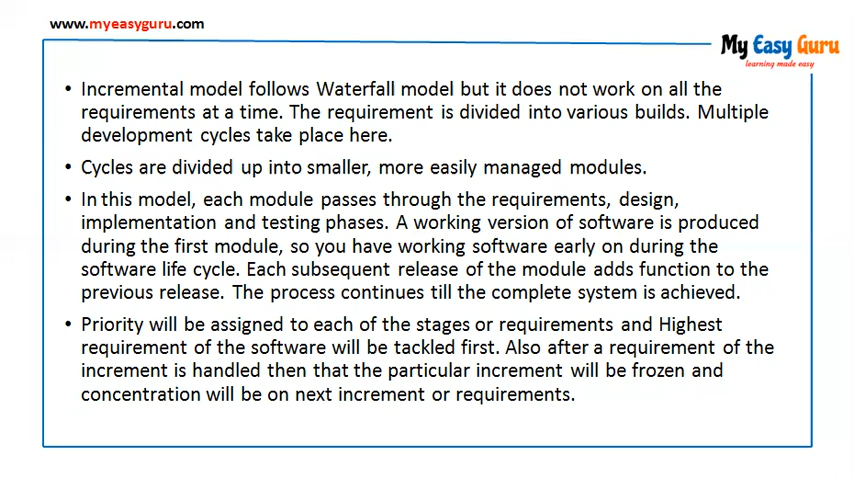 www.myeasyguru.com
My Easy Guru
learning made easy
• Incremental model follows Waterfall model but it does not work on all the
requirements at a time. The requirement is divided into various builds. Multiple
development cycles take place here.
• Cycles are divided up into smaller, more easily managed modules.
• In this model, each module passes through the requirements, design,
implementation and testing phases. A working version of software is produced
during the first module, so you have working software early on during the
software life cycle. Each subsequent release of the module adds function to the
previous release. The process continues till the complete system is achieved.
• Priority will be assigned to each of the stages or requirements and Highest
requirement of the software will be tackled first. Also after a requirement of the
increment is handled then that the particular increment will be frozen and
concentration will be on next increment or requirements.